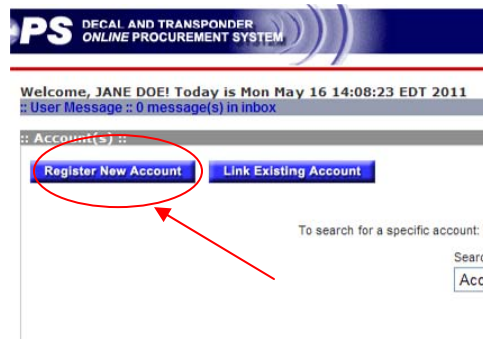 PS DECAL AND TRANSPONDER
ONLINE PROCUREMENT SYSTEM
Welcome, JANE DOE! Today is Mon May 16 14:08:23 EDT 2011
:: User Message :: 0 message(s) in inbox
:: Account(s) ::
Register New Account Link Existing Account
To search for a specific account:
Searc
Acc